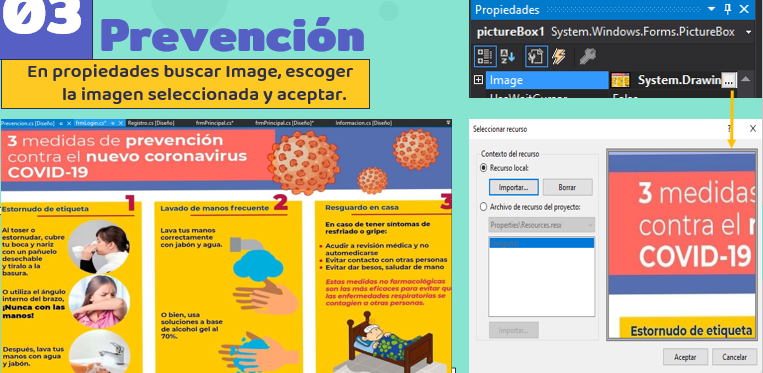 03
Prevención
En propiedades buscar Image, escoger
la imagen seleccionada y aceptar.
Propiedades
pictureBox1 System.Windows.Forms.PictureBox
Image System.Drawin ...
UseWaitCursor False
Prevencion.cs [Diseño] frmLogin.cs* Registro.cs [Diseño] frmPrincipal.cs* frmPrincipal.cs [Diseño]* Informacion.cs [Diseño]
3 medidas de prevención
contra el nuevo coronavirus
COVID-19
Estornudo de etiqueta 1
Al toser o
estornudar, cubre
tu boca y nariz
con un pañuelo
desechable
y tíralo a la
basura.
O utiliza el ángulo
interno del brazo,
¡Nunca con las
manos!
Después, lava tus
manos con agua
y jabón.
Lavado de manos frecuente 2
Lava tus manos
correctamente
con jabón y agua.
O bien, usa
soluciones a base
de alcohol gel al
70%.
Resguardo en casa 3
En caso de tener síntomas de
resfriado o gripe:
• Acudir a revisión médica y no
automedicarse
• Evitar contacto con otras personas
• Evitar dar besos, saludar de mano
Estas medidas no farmacológicas
son las más eficaces para evitar que
las enfermedades respiratorias se
contagien a otras personas.
Seleccionar recurso ? X
Contexto del recurso
Recurso local:
Importar... Borrar
Archivo de recurso del proyecto:
Properties\Resources.resx
Importar...
3 medidas
contra el
COVID-19
Estornudo de etiqueta
Aceptar Cancelar